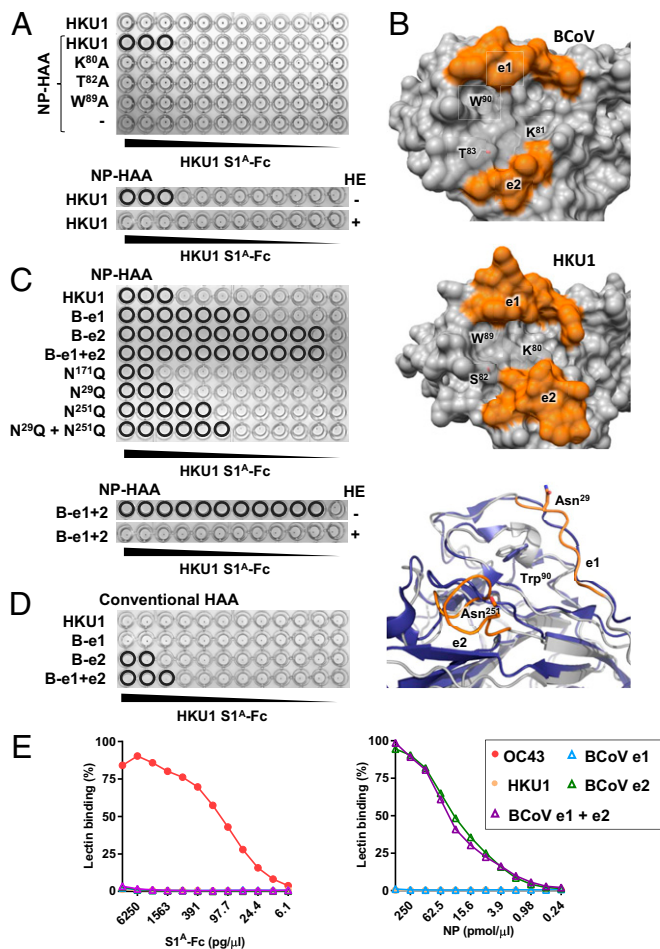 A
HKU1
HKU1
K80A
T82A
W89A
-
NP-HAA
HKU1 S1A-Fc
NP-HAA HE
HKU1 -
HKU1 +
HKU1 S1A-Fc
B
BCoV
e1
W90
K81
T83
e2
HKU1
e1
W89
K80
S82
e2
Asn29
e1
Trp90
Asn251
e2
C
NP-HAA
HKU1
B-e1
B-e2
B-e1+e2
N171Q
N29Q
N251Q
N29Q + N251Q
HKU1 S1A-Fc
NP-HAA HE
B-e1+2 -
B-e1+2 +
HKU1 S1A-Fc
D
Conventional HAA
HKU1
B-e1
B-e2
B-e1+e2
HKU1 S1A-Fc
E
Lectin binding (%)
100
75
50
25
0
6250 1563 391 97.7 24.4 6.1
S1A-Fc (pg/µl)
Lectin binding (%)
100
75
50
25
0
250 62.5 15.6 3.9 0.98 0.24
NP (pmol/µl)
OC43 BCoV e1
HKU1 BCoV e2
BCoV e1 + e2